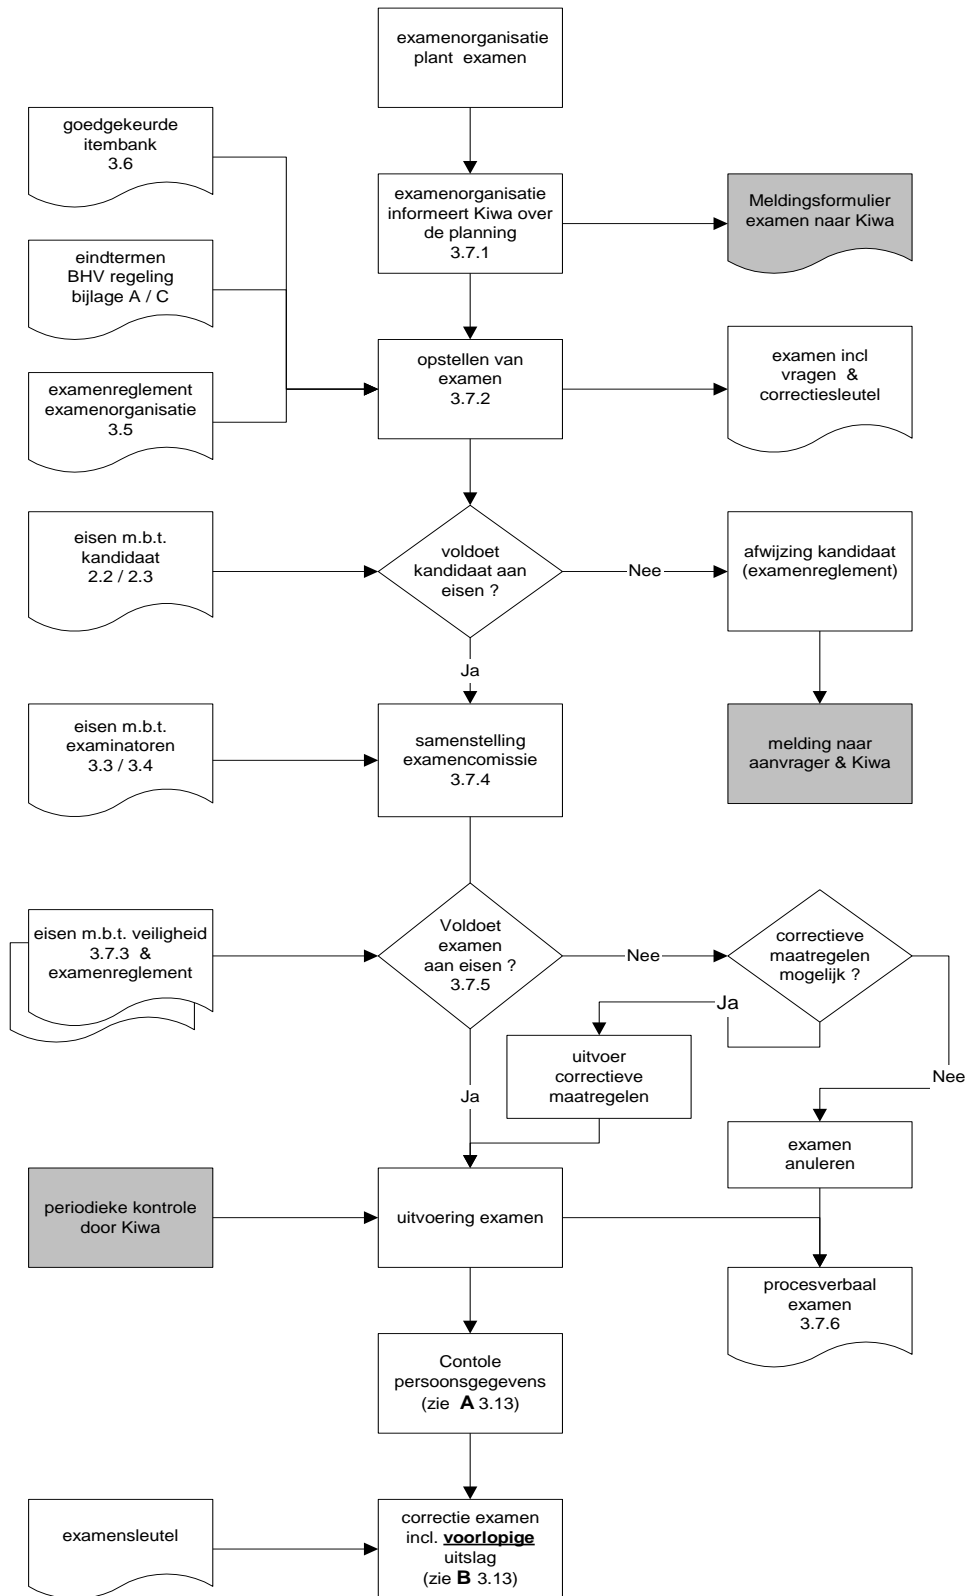 examenorganisatie
plant examen
goedgekeurde
itembank
3.6
examenorganisatie
informeert Kiwa over
de planning
3.7.1
Meldingsformulier
examen naar Kiwa
eindtermen
BHV regeling
bijlage A / C
opstellen van
examen
3.7.2
examen incl
vragen &
correctiesleutel
examenreglement
examenorganisatie
3.5
eisen m.b.t.
kandidaat
2.2 / 2.3
voldoet
kandidaat aan
eisen ?
Nee
afwijzing kandidaat
(examenreglement)
Ja
eisen m.b.t.
examinatoren
3.3 / 3.4
samenstelling
examencomissie
3.7.4
melding naar
aanvrager & Kiwa
eisen m.b.t. veiligheid
3.7.3 &
examenreglement
Voldoet
examen
aan eisen ?
3.7.5
Nee
correctieve
maatregelen
mogelijk ?
Ja
uitvoer
correctieve
maatregelen
Nee
Ja
examen
anuleren
periodieke kontrole
door Kiwa
uitvoering examen
procesverbaal
examen
3.7.6
Contole
persoonsgegevens
(zie A 3.13)
examensleutel
correctie examen
incl. voorlopige
uitslag
(zie B 3.13)